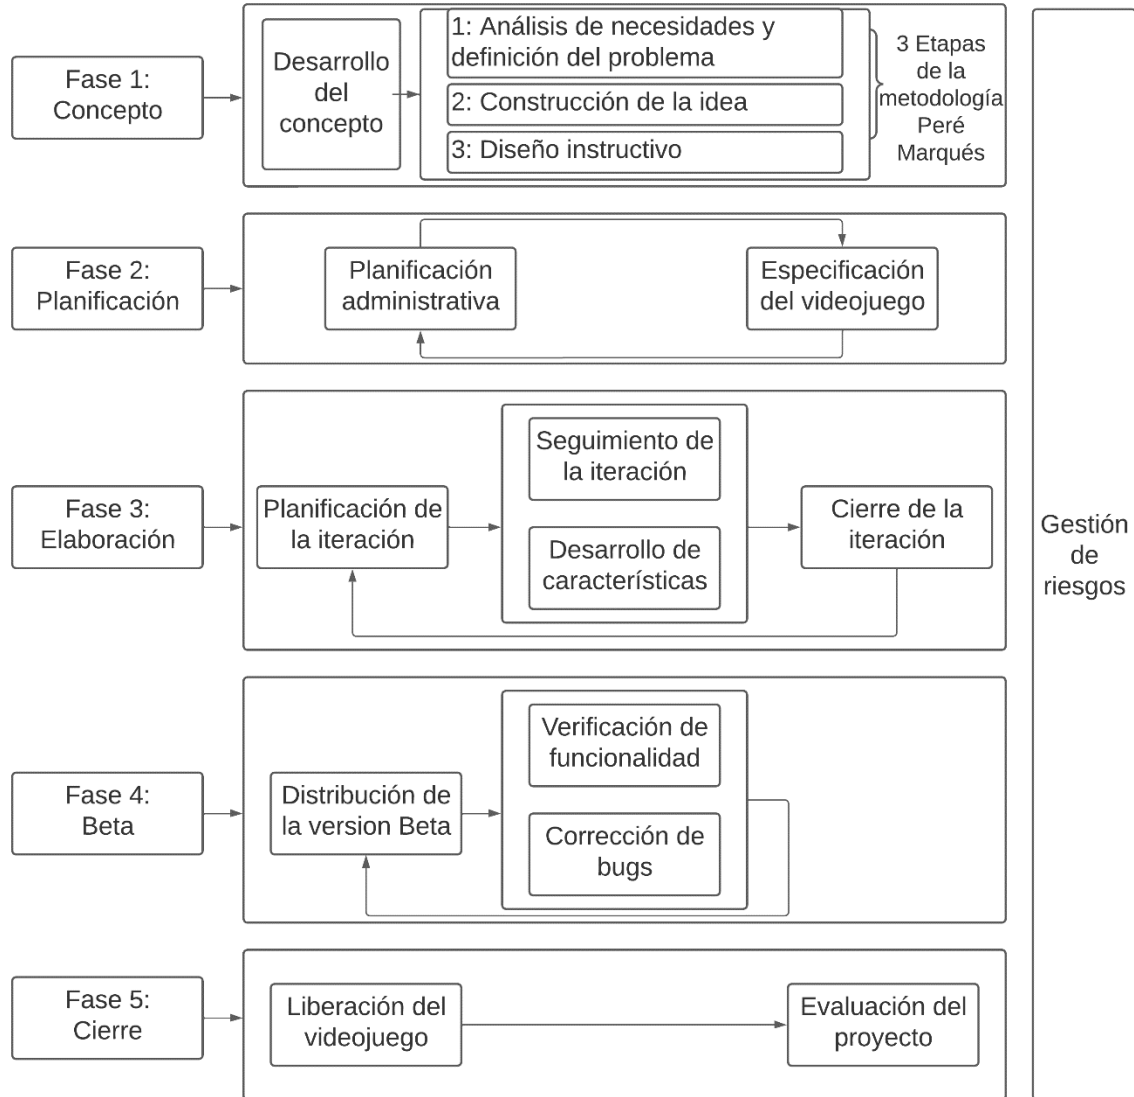 Fase 1:
Concepto
Desarrollo
del
concepto
1: Análisis de necesidades y
definición del problema
2: Construcción de la idea
3: Diseño instructivo
3 Etapas
de la
metodología
Peré
Marqués
Fase 2:
Planificación
Planificación
administrativa
Especificación
del videojuego
Fase 3:
Elaboración
Planificación de
la iteración
Seguimiento de
la iteración
Desarrollo de
características
Cierre de la
iteración
Gestión
de
riesgos
Fase 4:
Beta
Distribución de
la version Beta
Verificación de
funcionalidad
Corrección de
bugs
Fase 5:
Cierre
Liberación del
videojuego
Evaluación del
proyecto